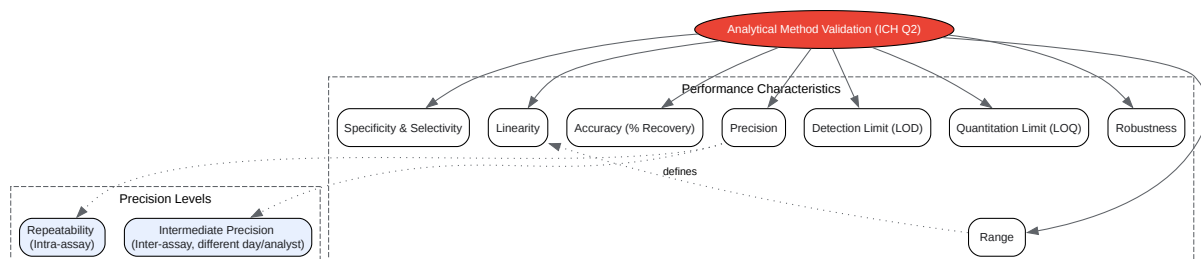 Analytical Method Validation (ICH Q2)
Performance Characteristics
Specificity & Selectivity
Linearity
Accuracy (% Recovery)
Precision
Detection Limit (LOD)
Quantitation Limit (LOQ)
Robustness
defines
Precision Levels
Repeatability
(Intra-assay)
Intermediate Precision
(Inter-assay, different day/analyst)
Range